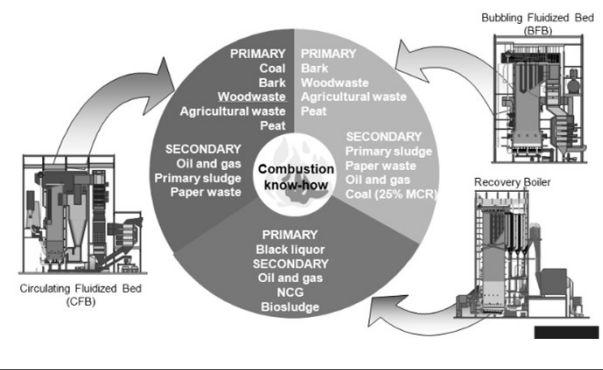 Bubbling Fluidized Bed
(BFB)
PRIMARY
Coal
Bark
Woodwaste
Agricultural waste
Peat
SECONDARY
Oil and gas
Primary sludge
Paper waste
PRIMARY
Bark
Woodwaste
Agricultural waste
Peat
SECONDARY
Primary sludge
Paper waste
Oil and gas
Coal (25% MCR)
Combustion
know-how
Recovery Boiler
PRIMARY
Black liquor
SECONDARY
Oil and gas
NCG
Biosludge
Circulating Fluidized Bed
(CFB)